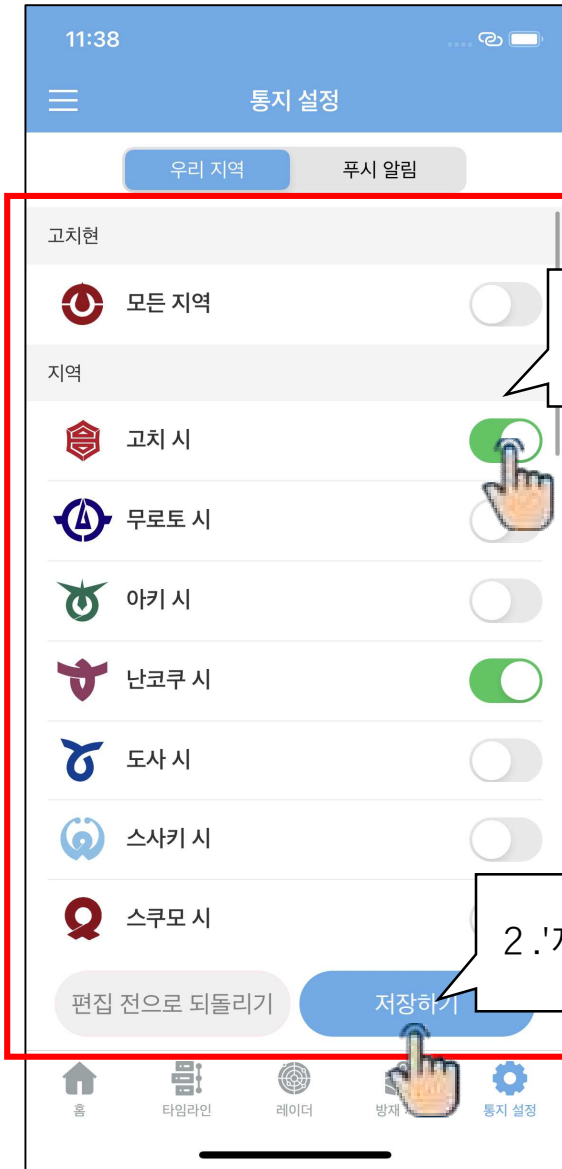 11:38
통지 설정
우리 지역
푸시 알림
고치현
모든 지역
지역
고치 시
무로토 시
아키 시
난코쿠 시
도사 시
스사키 시
스쿠모 시
２.'
편집 전으로 되돌리기
저장하기
홈
타임라인
레이더
방재
통지 설정